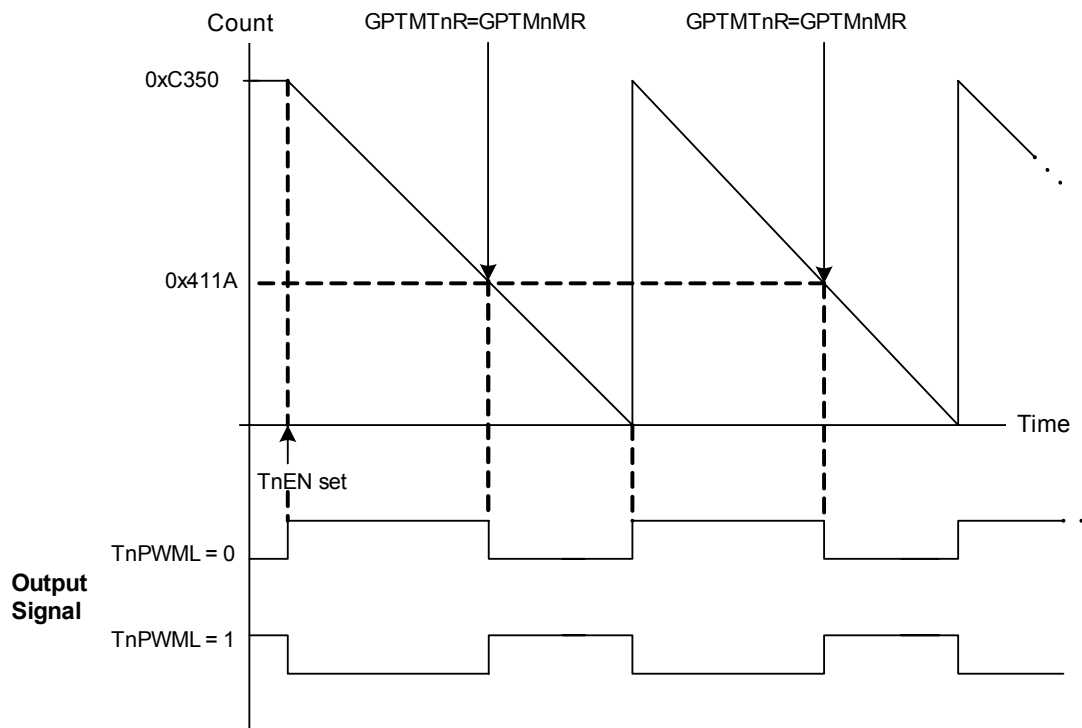 Count
GPTMTnR=GPTMnMR
GPTMTnR=GPTMnMR
0xC350
0x411A
Time
TnEN set
TnPWML = 0
Output
Signal
TnPWML = 1